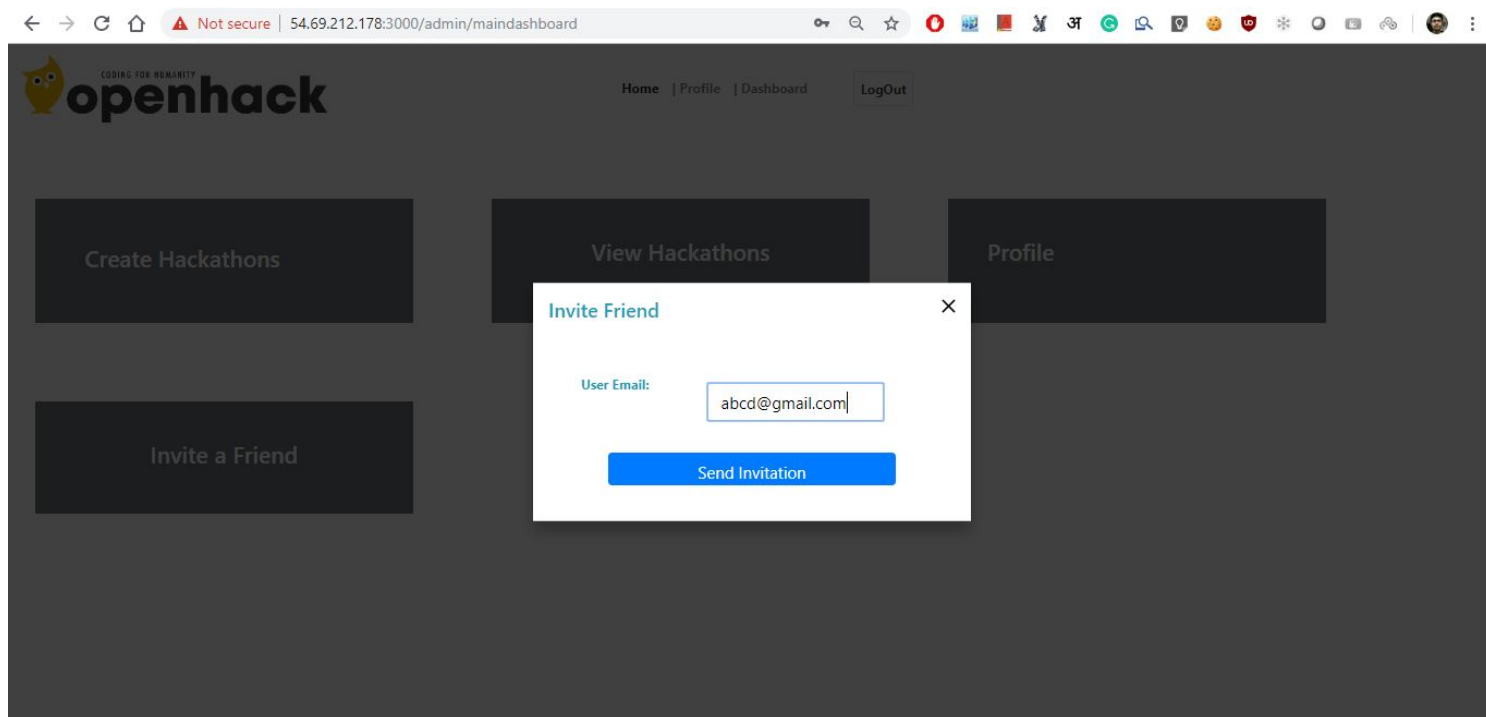 Not secure | 54.69.212.178:3000/admin/maindashboard
CODING FOR HUMANITY
openhack
Home | Profile | Dashboard LogOut
Create Hackathons
View Hackathons
Profile
Invite Friend
User Email:
abcd@gmail.com
Send Invitation
Invite a Friend